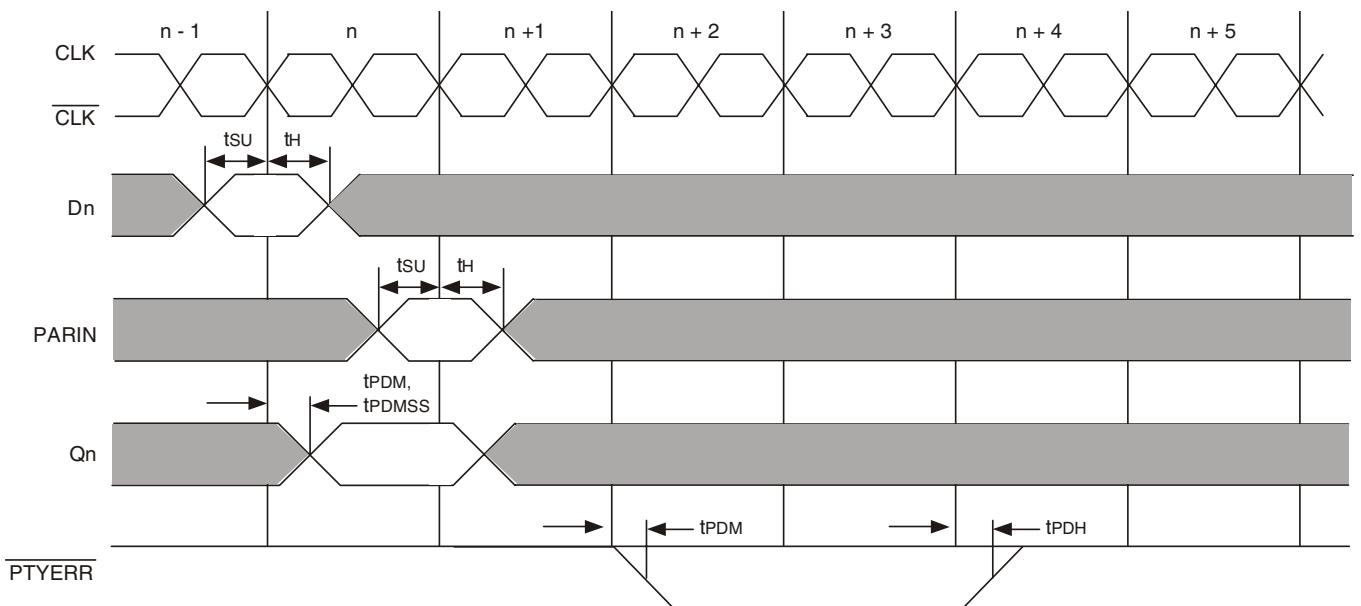 n - 1 n n +1 n + 2 n + 3 n + 4 n + 5
CLK
CLK
tSU tH
Dn
tSU tH
PARIN
tPDM,
tPDMSS
Qn
tPDM tPDH
PTYERR